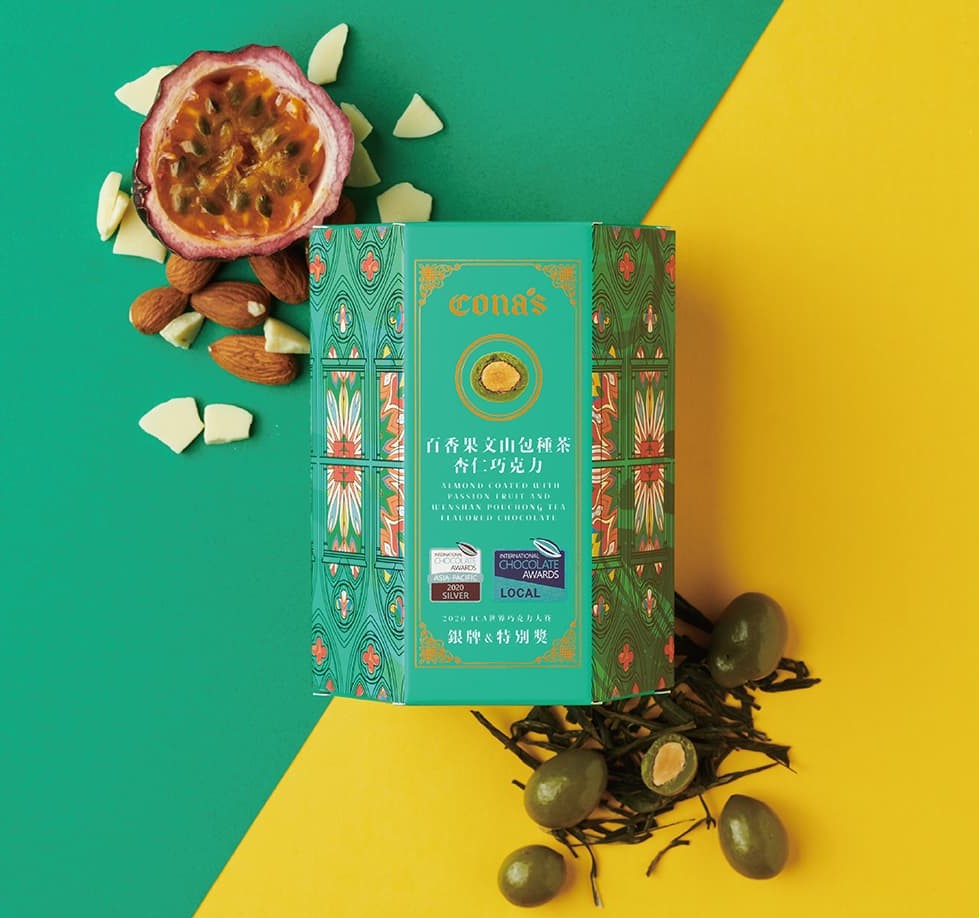 cona's
百香果文山包種茶
杏仁巧克力
ALMOND COATED WITH
PASSION FRUIT AND
WENSHAN POUCHONG TEA
FLAVORED CHOCOLATE
INTERNATIONAL
CHOCOLATE
AWARDS
ASIA-PACIFIC
2020
SILVER
INTERNATIONAL
CHOCOLATE
AWARDS
LOCAL
2020 ICA世界巧克力大賽
銀牌&特別獎